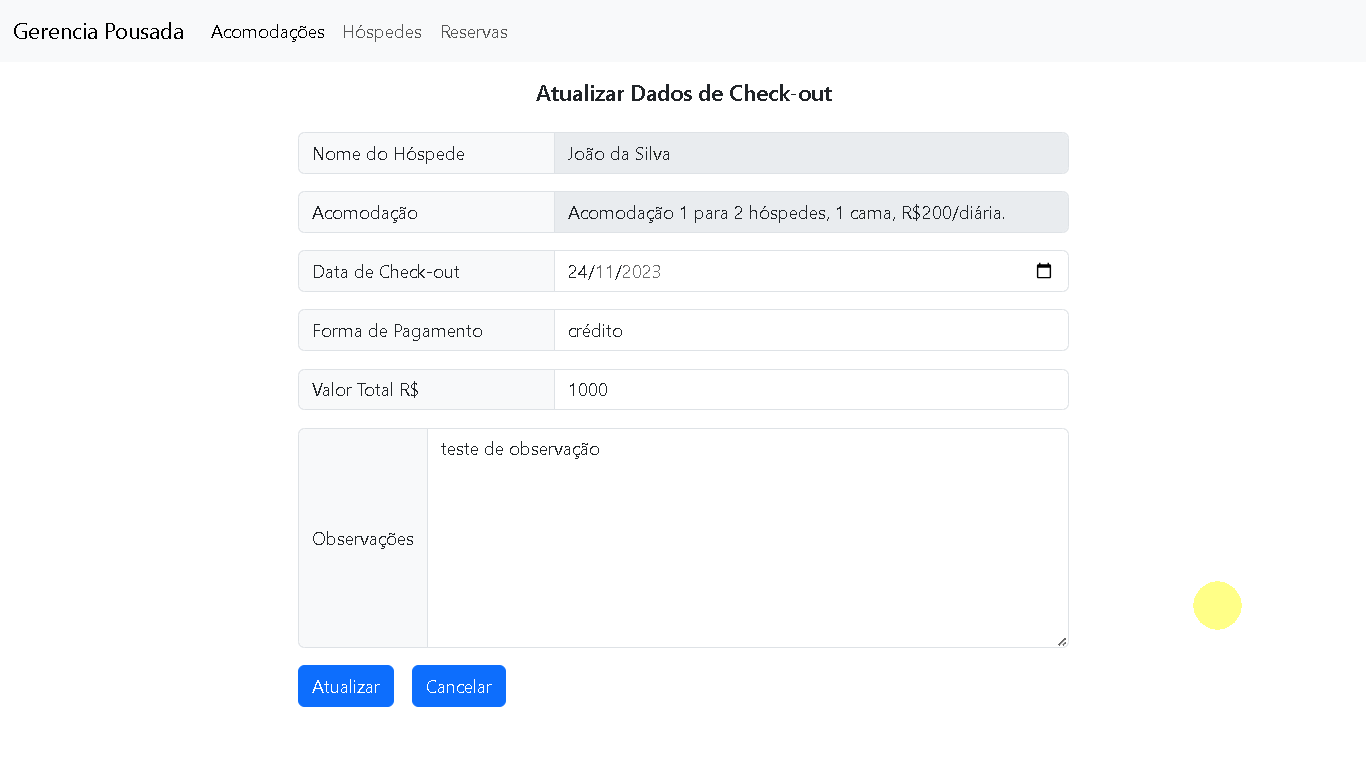 Gerencia Pousada Acomodações Hóspedes Reservas
Atualizar Dados de Check-out
Nome do Hóspede João da Silva
Acomodação Acomodação 1 para 2 hóspedes, 1 cama, R$200/diária.
Data de Check-out 24/11/2023
Forma de Pagamento crédito
Valor Total R$ 1000
teste de observação
Observações
Atualizar Cancelar